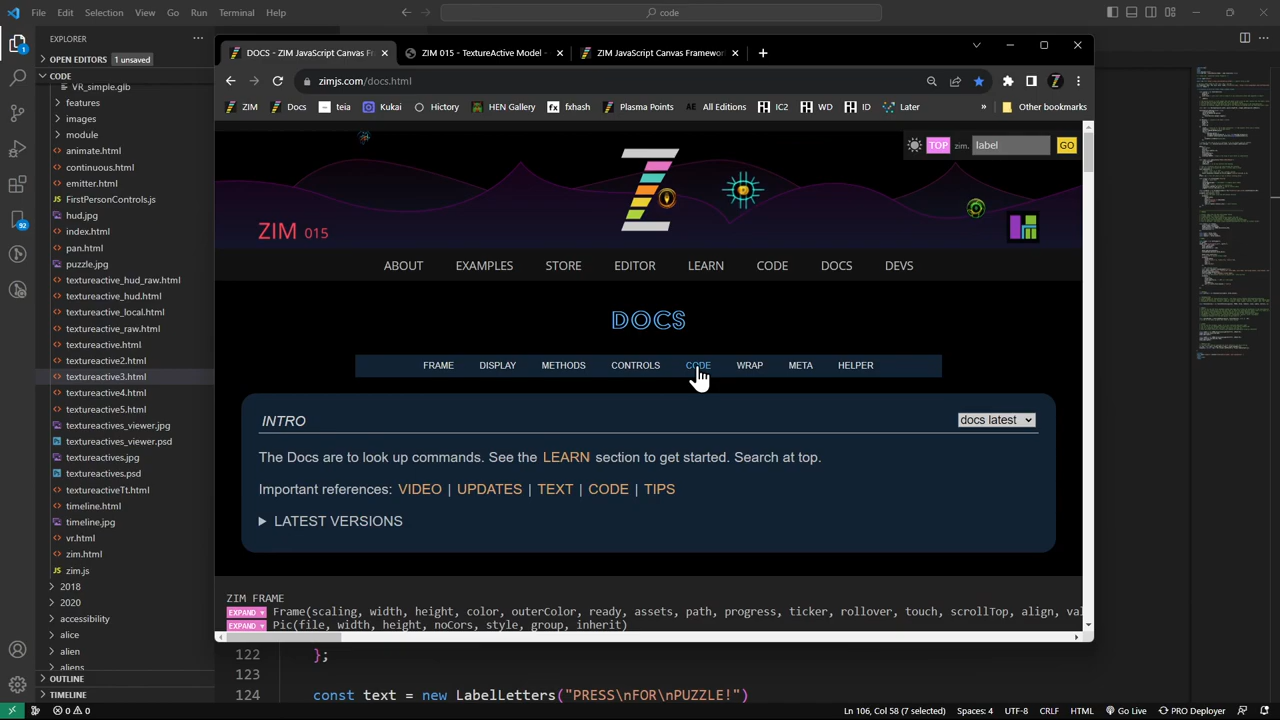 File Edit Selection View Go Run Terminal Help
code
EXPLORER
OPEN EDITORS 1 unsaved
CODE
VR_simple.glb
features
images
module
animate.html
continuous.html
emitter.html
FirstPersonControls.js
hud.jpg
index.html
pan.html
puzzle.jpg
textureactive_hud_raw.html
textureactive_hud.html
textureactive_local.html
textureactive_raw.html
textureactive.html
textureactive2.html
textureactive3.html
textureactive4.html
textureactive5.html
textureactives_viewer.jpg
textureactives_viewer.psd
textureactives.jpg
textureactives.psd
textureactiveTt.html
timeline.html
timeline.jpg
vr.html
zim.html
zim.js
2018
2020
accessibility
alice
alien
aliens
OUTLINE
TIMELINE
1
92
DOCS - ZIM JavaScript Canvas Fr
ZIM 015 - TextureActive Model -
ZIM JavaScript Canvas Framewor
zimjs.com/docs.html
ZIM Docs Kubi Library fxhash Plasma Points All Editions WD ID Later Other bookmarks
TOP label GO
ZIM 015
ABOUT EXAMPLES STORE EDITOR LEARN CODE DOCS DEVS
DOCS
FRAME DISPLAY METHODS CONTROLS CODE WRAP META HELPER
INTRO docs latest
The Docs are to look up commands. See the LEARN section to get started. Search at top.
Important references: VIDEO | UPDATES | TEXT | CODE | TIPS
LATEST VERSIONS
ZIM FRAME
EXPAND Frame(scaling, width, height, color, outerColor, ready, assets, path, progress, ticker, rollover, touch, scrollTop, align, val
EXPAND Pic(file, width, height, noCors, style, group, inherit)
122 };
123
124 const text = new LabelLetters("PRESS\nFOR\nPUZZLE!")
0 0 Ln 106, Col 58 (7 selected) Spaces: 4 UTF-8 CRLF HTML Go Live PRO Deployer